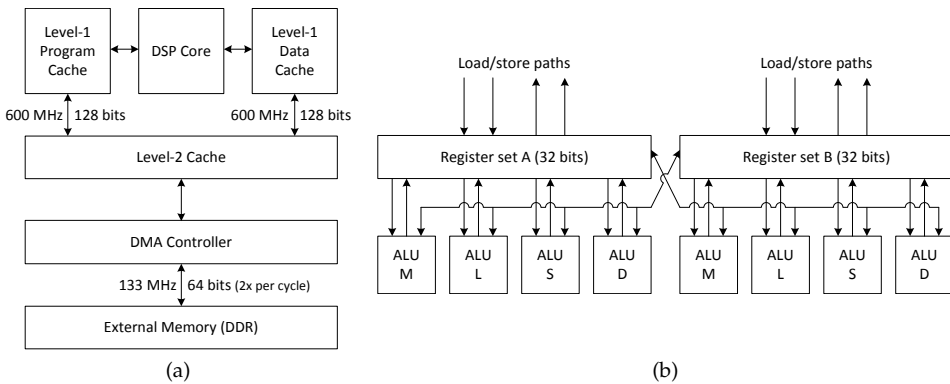 Level-1
Program
Cache
DSP Core
Level-1
Data
Cache
600 MHz 128 bits
600 MHz 128 bits
Level-2 Cache
DMA Controller
133 MHz 64 bits (2x per cycle)
External Memory (DDR)
(a)
Load/store paths
Load/store paths
Register set A (32 bits)
Register set B (32 bits)
ALU
M
ALU
L
ALU
S
ALU
D
ALU
M
ALU
L
ALU
S
ALU
D
(b)